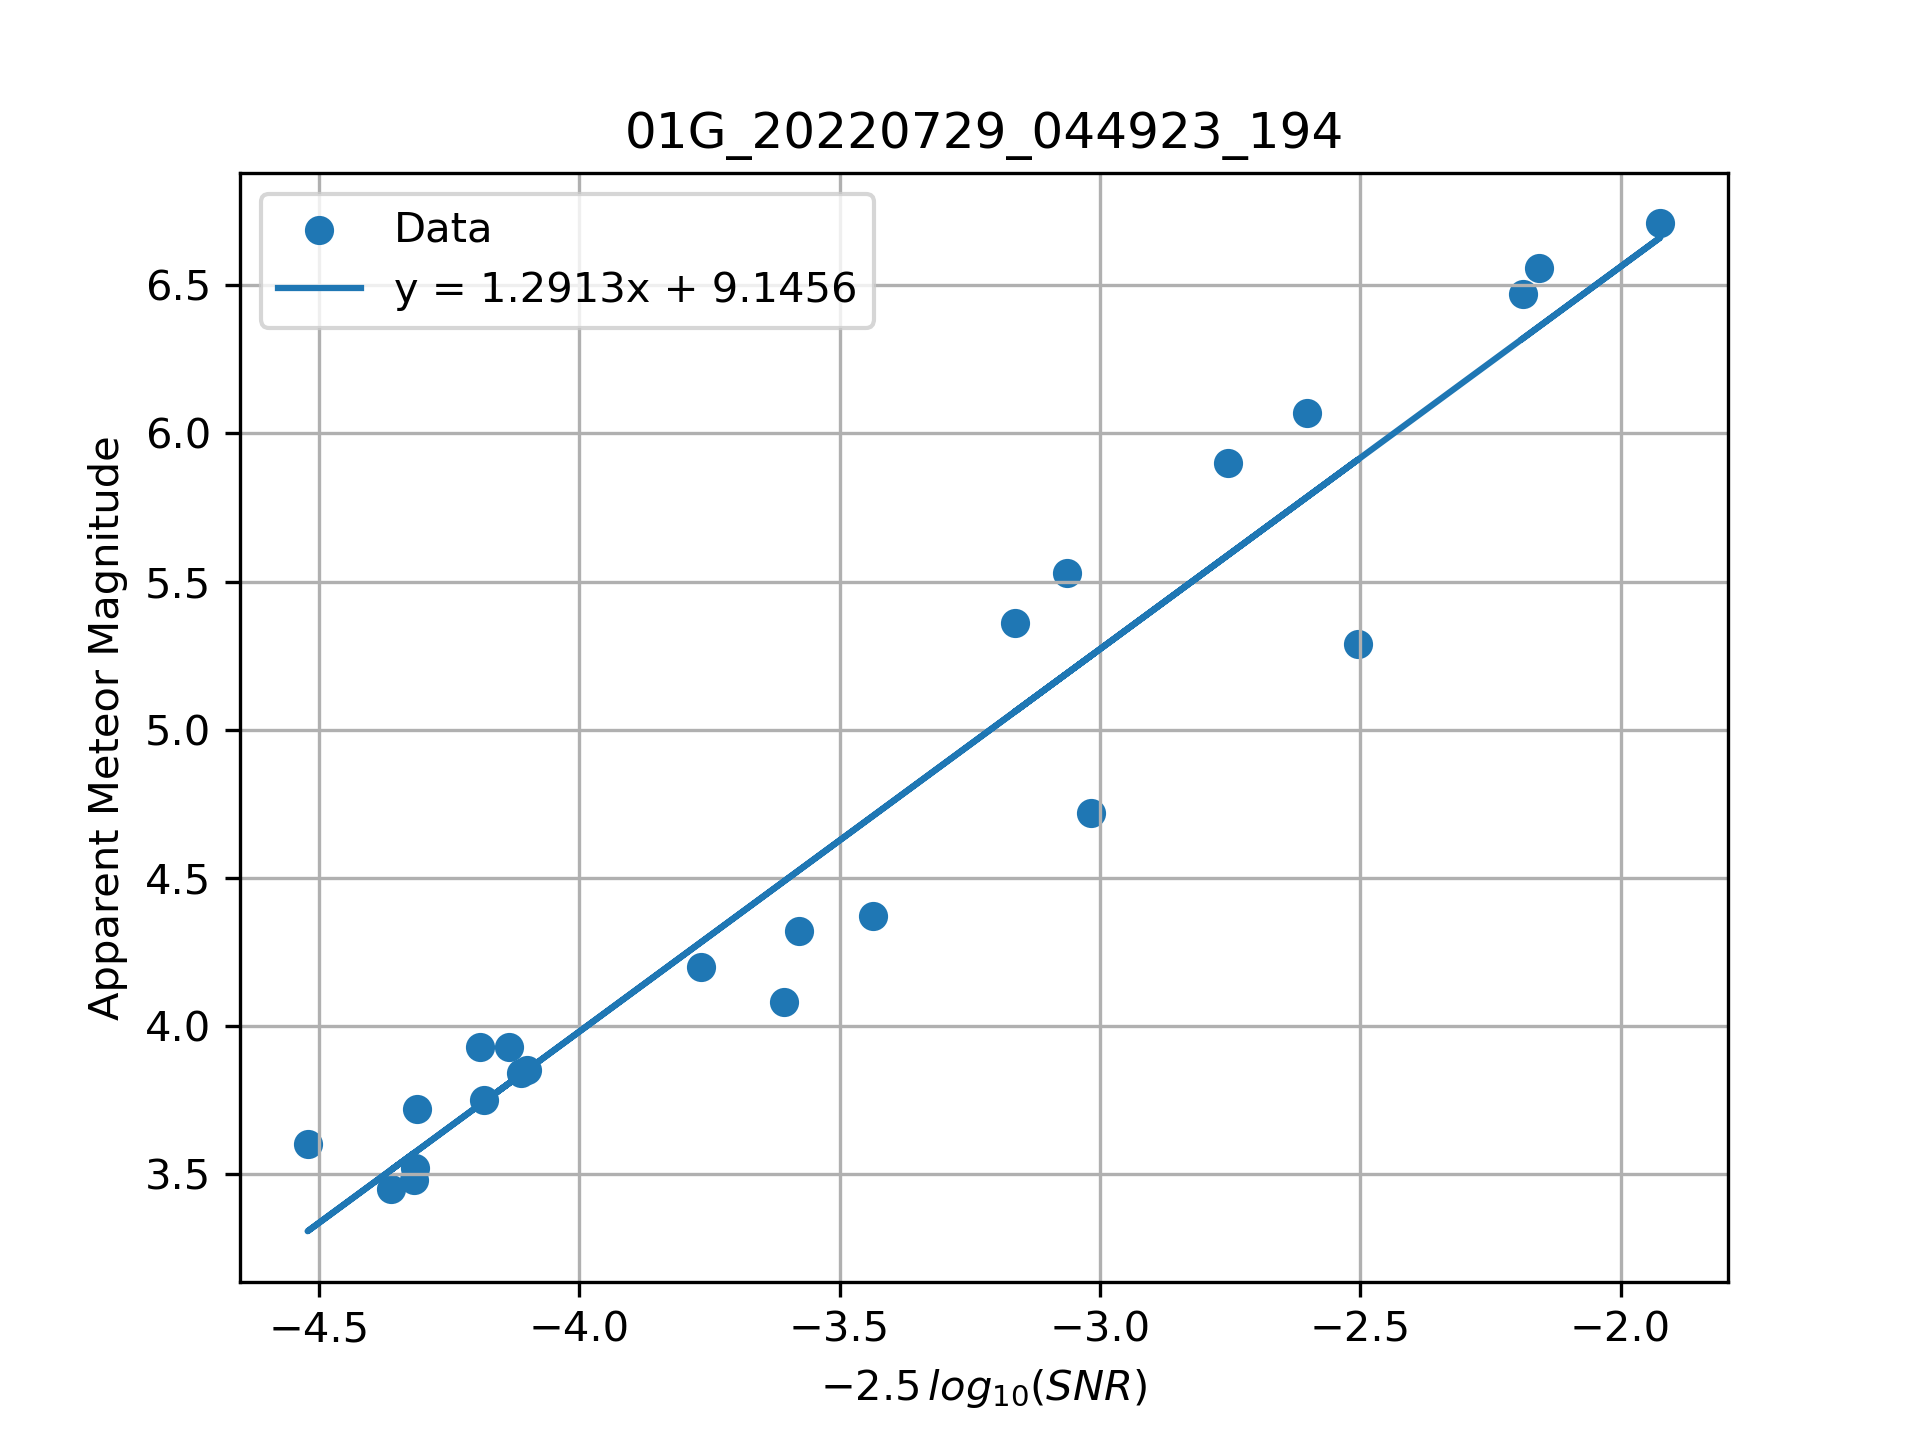 01G_20220729_044923_194
Data
y = 1.2913x + 9.1456
Apparent Meteor Magnitude
6.5
6.0
5.5
5.0
4.5
4.0
3.5
−4.5 −4.0 −3.5 −3.0 −2.5 −2.0
−2.5 log₁₀(SNR)